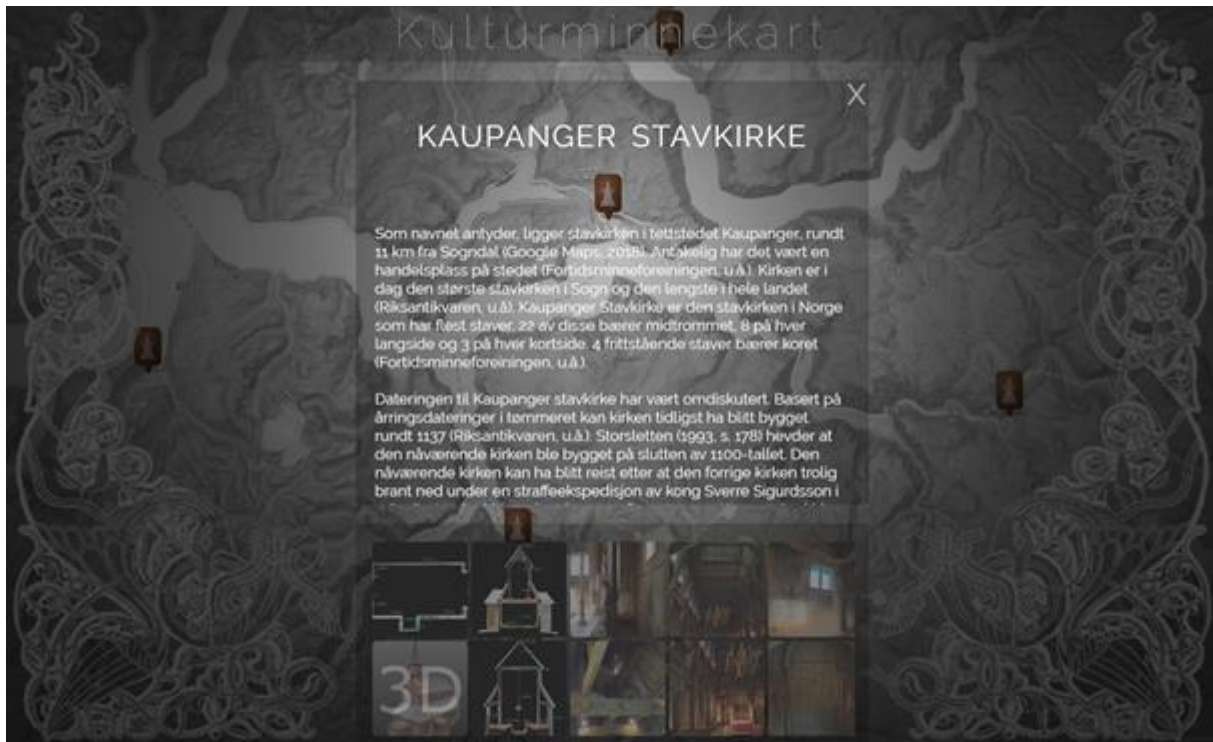 Kulturminnekart
X
KAUPANGER STAVKIRKE
Som navnet antyder, ligger stavkirken i tettstedet Kaupanger, rundt
11 km fra Sogndal (Google Maps, 2018). Antakelig har det vært en
handelsplass på stedet (Fortidsminneforeiningen, u.å.). Kirken er i
dag den største stavkirken i Sogn og den lengste i hele landet
(Riksantikvaren, u.å). Kaupanger Stavkirke er den stavkirken i Norge
som har flest staver. 22 av disse bærer midtrommet, 8 på hver
langside og 3 på hver kortside. 4 frittstående staver bærer koret
(Fortidsminneforeiningen, u.å.).
Dateringen til Kaupanger stavkirke har vært omdiskutert. Basert på
årringsdateringer i tømmeret kan kirken tidligst ha blitt bygget
rundt 1137 (Riksantikvaren, u.å.). Storsletten (1993, s. 178) hevder at
den nåværende kirken ble bygget på slutten av 1100-tallet. Den
nåværende kirken kan ha blitt reist etter at den forrige kirken trolig
brant ned under en straffeekspedisjon av kong Sverre Sigurdsson i
3D